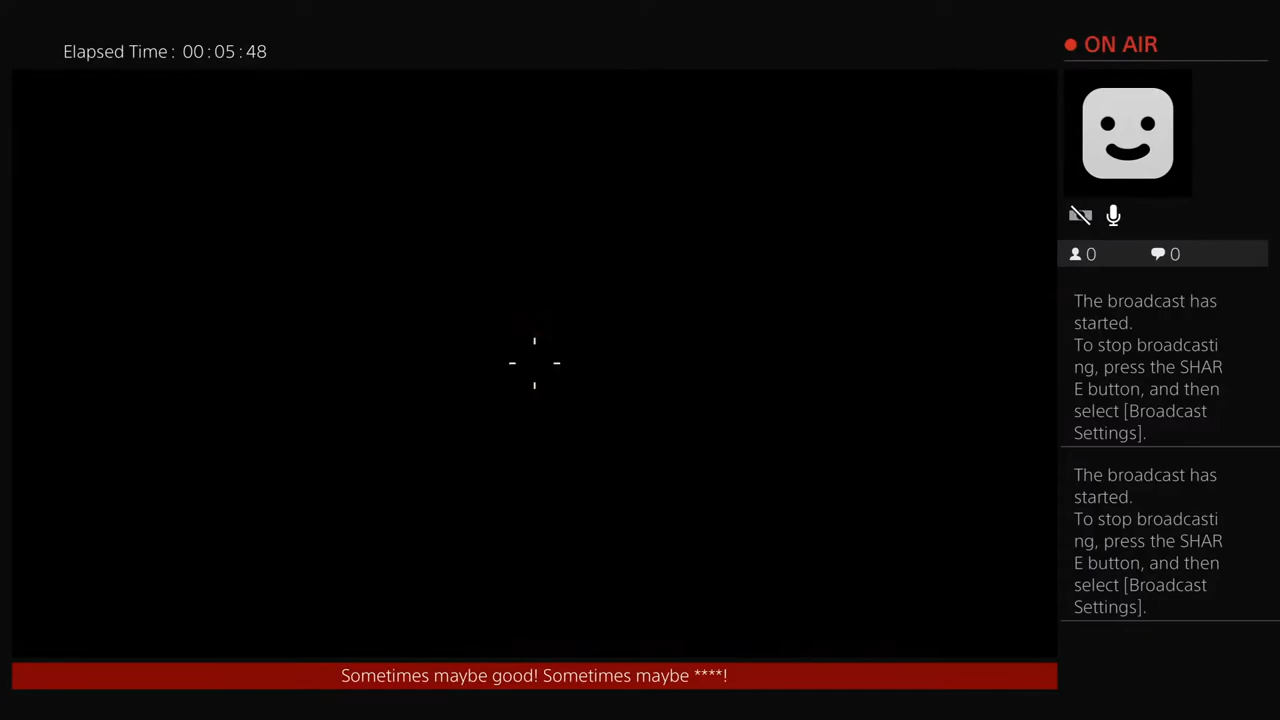 Elapsed Time : 00:05:48
ON AIR
0 0
The broadcast has
started.
To stop broadcasti
ng, press the SHAR
E button, and then
select [Broadcast
Settings].
The broadcast has
started.
To stop broadcasti
ng, press the SHAR
E button, and then
select [Broadcast
Settings].
Sometimes maybe good! Sometimes maybe ****!